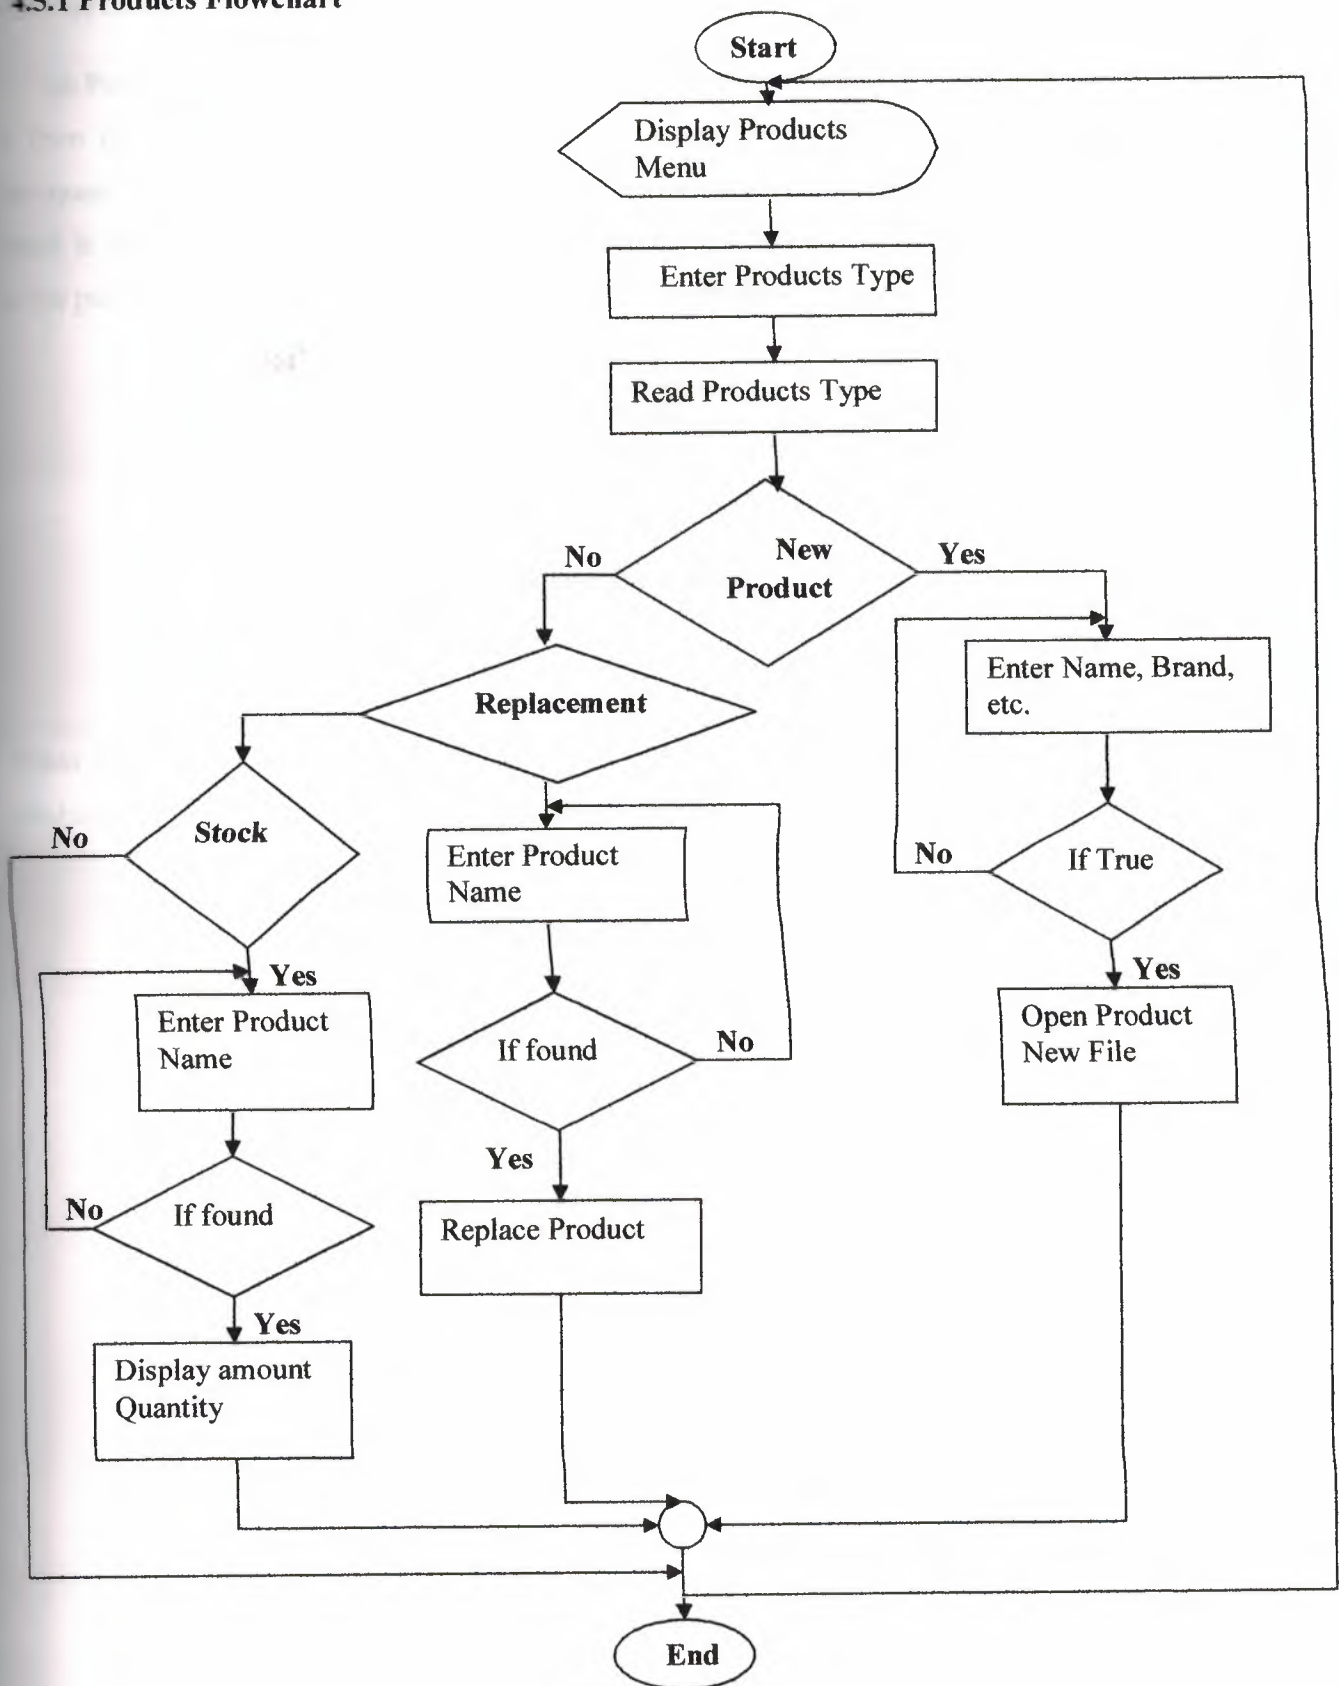 4.5.1 Products Flowchart
Start
Display Products
Menu
Enter Products Type
Read Products Type
New
Product
No
Yes
Replacement
Enter Name, Brand,
etc.
Stock
No
Enter Product
Name
If True
No
Yes
Yes
Enter Product
Name
If found
No
Open Product
New File
Yes
If found
No
Replace Product
Yes
Display amount
Quantity
End